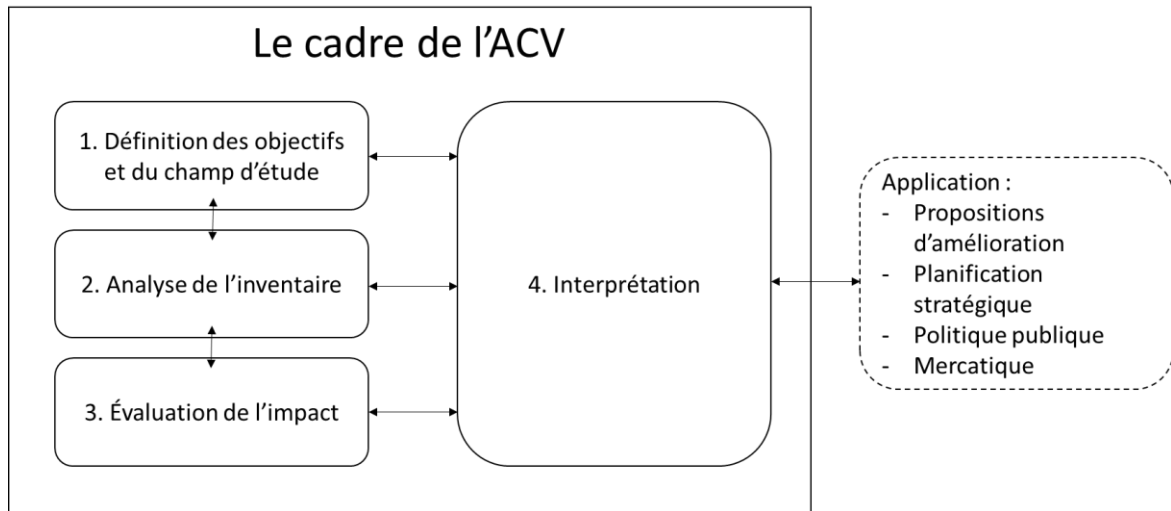 Le cadre de l’ACV
1. Définition des objectifs
et du champ d’étude
2. Analyse de l’inventaire
3. Évaluation de l’impact
4. Interprétation
Application :
- Propositions
d’amélioration
- Planification
stratégique
- Politique publique
- Mercatique